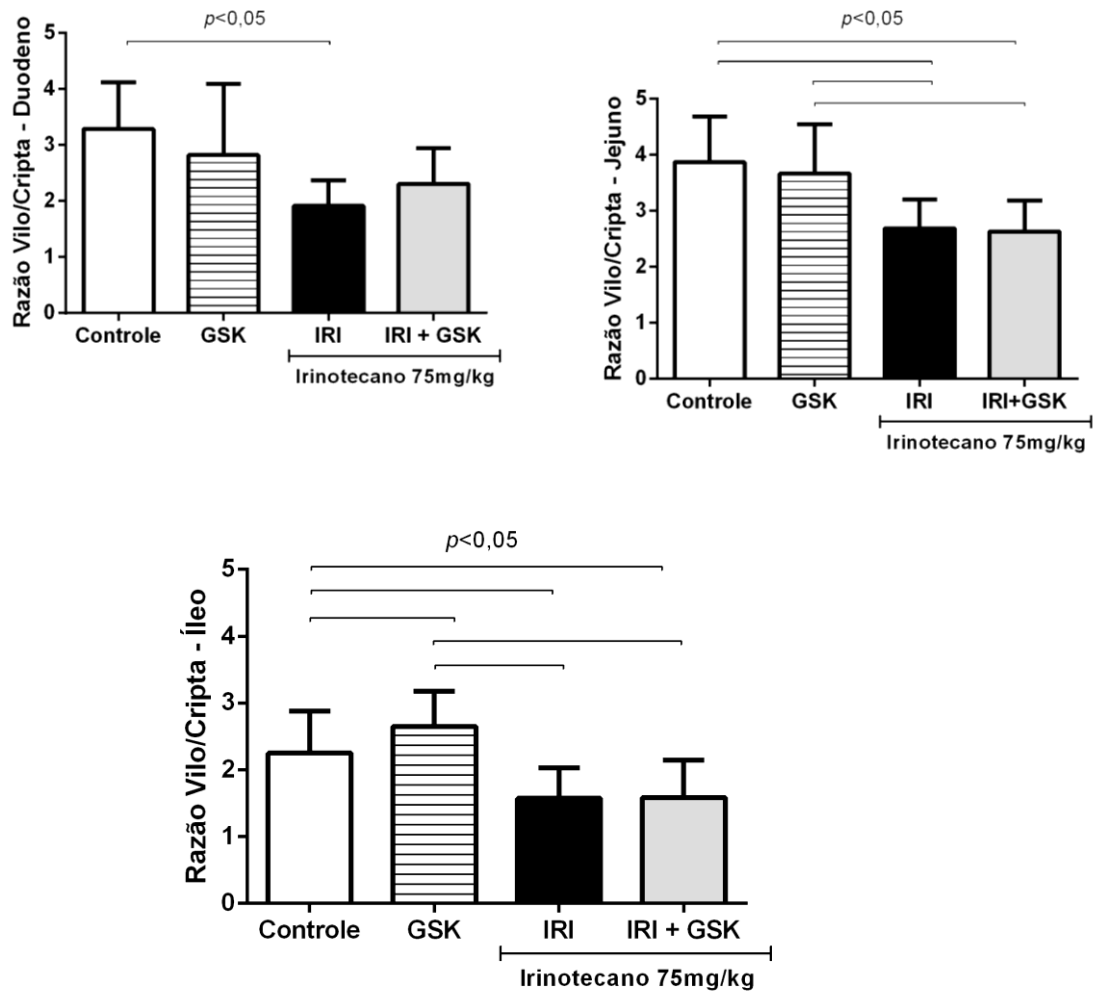 p<0,05
Razão Vilo/Cripta - Duodeno
5
4
3
2
1
0
Controle GSK IRI IRI + GSK
Irinotecano 75mg/kg
p<0,05
Razão Vilo/Cripta - Jejuno
5
4
3
2
1
0
Controle GSK IRI IRI+GSK
Irinotecano 75mg/kg
p<0,05
Razão Vilo/Cripta - Íleo
5
4
3
2
1
0
Controle GSK IRI IRI + GSK
Irinotecano 75mg/kg